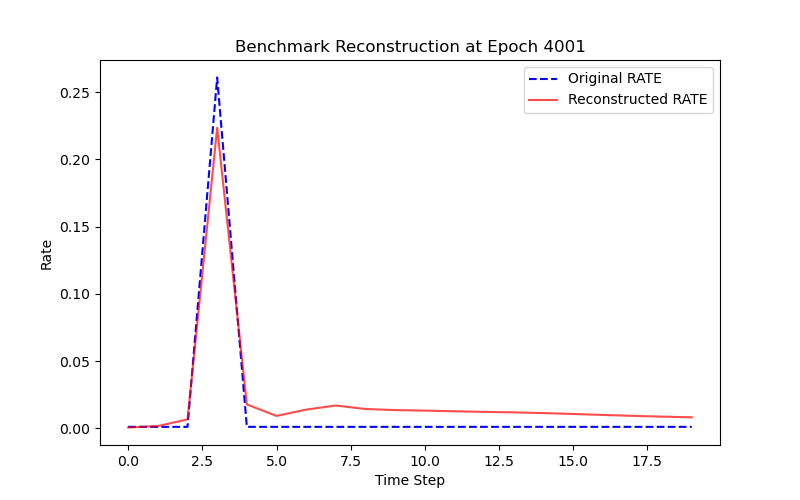 Benchmark Reconstruction at Epoch 4001
Original RATE
Reconstructed RATE
0.25
0.20
0.15
0.10
0.05
0.00
Rate
0.0 2.5 5.0 7.5 10.0 12.5 15.0 17.5
Time Step